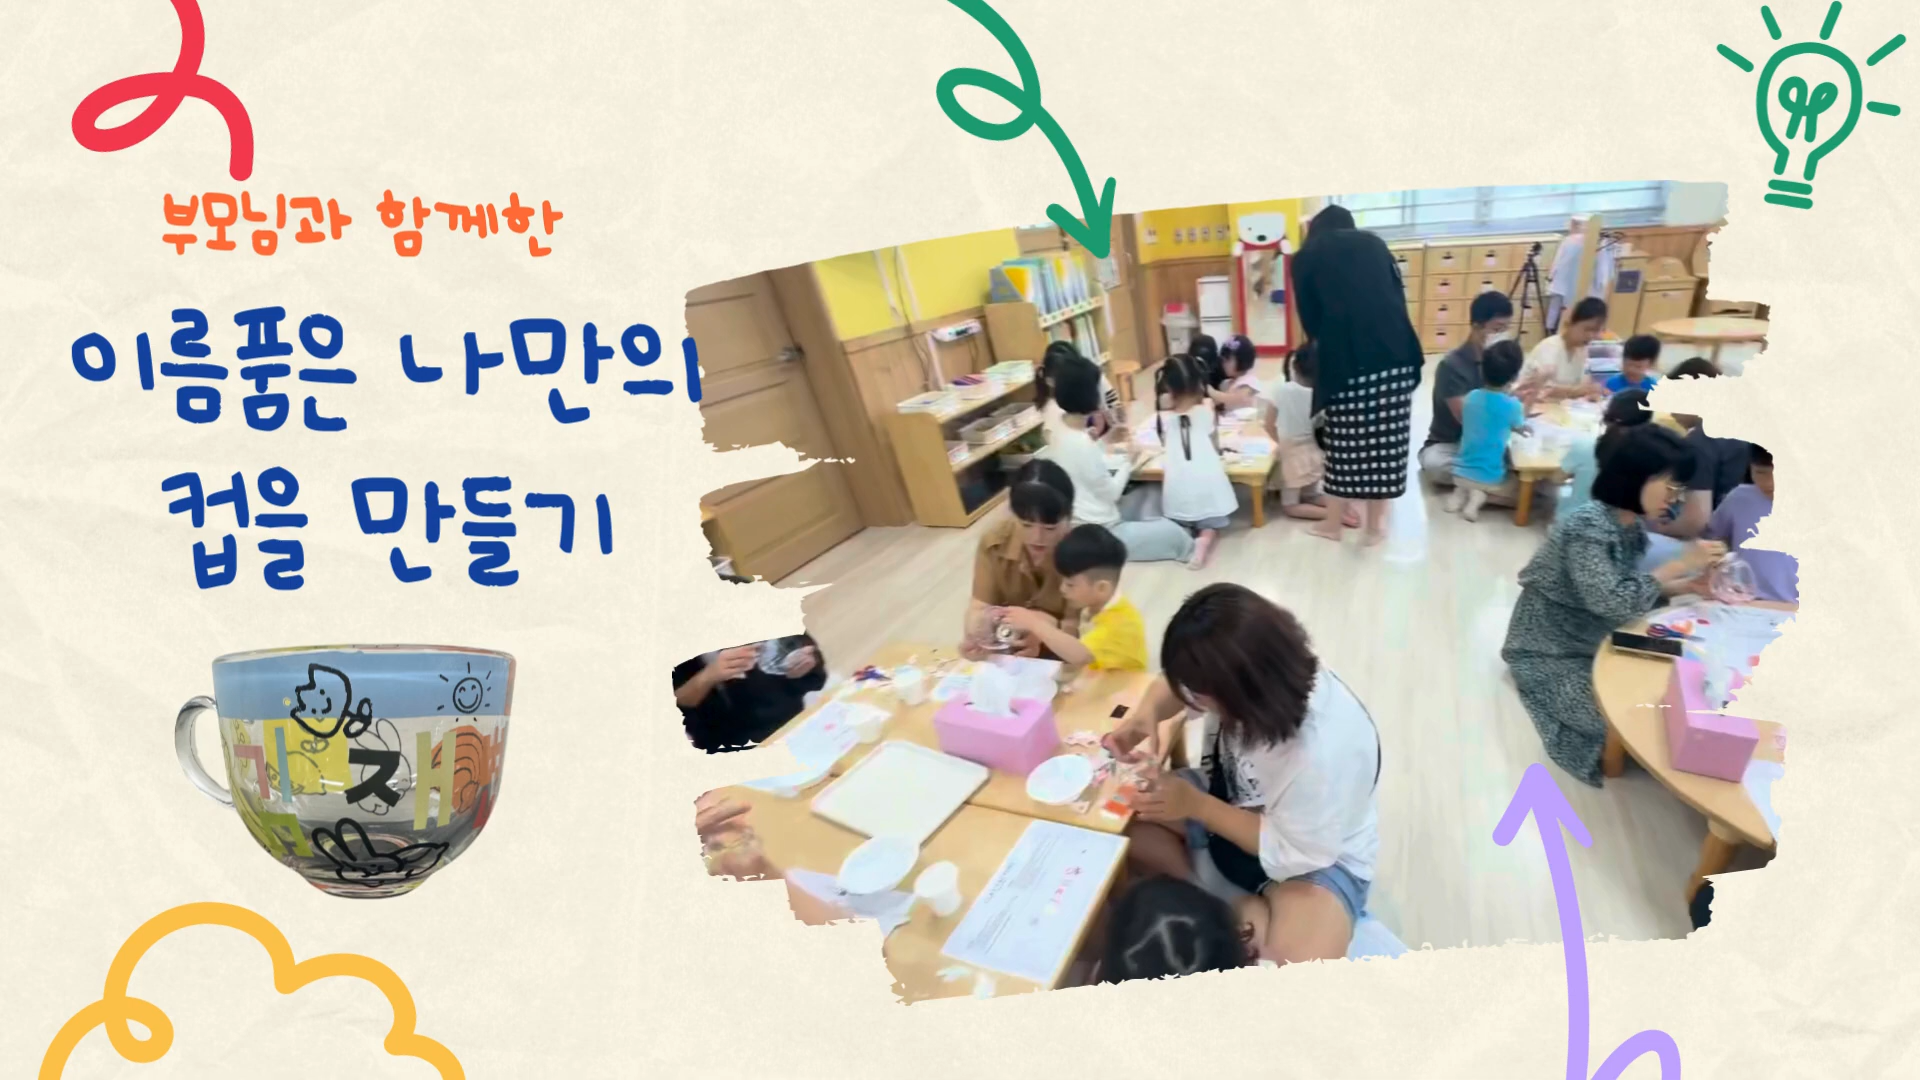 부모님과 함께한
이름품은 나만의
컵을 만들기